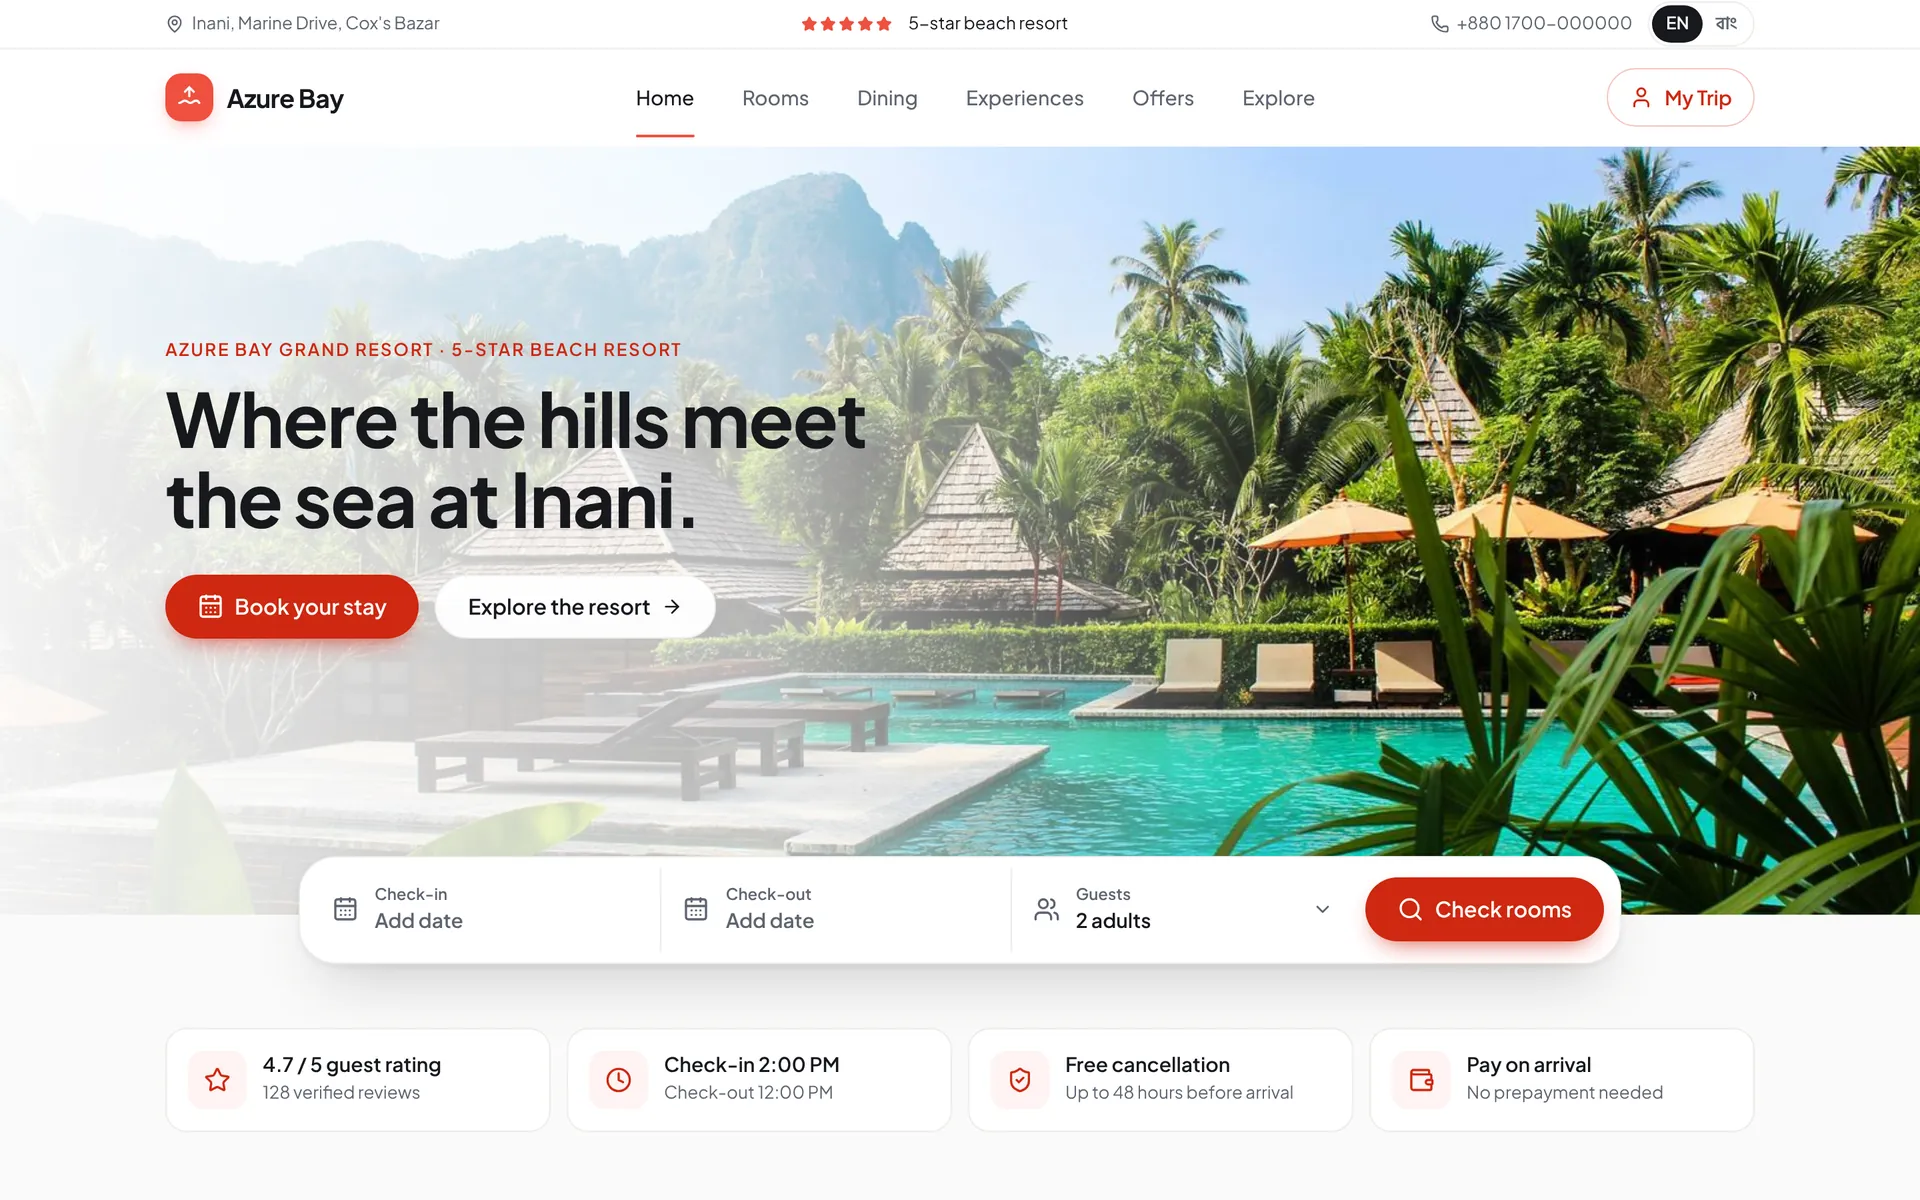 Inani, Marine Drive, Cox's Bazar
5-star beach resort
+880 1700-000000
EN
বাং
Azure Bay
Home
Rooms
Dining
Experiences
Offers
Explore
My Trip
AZURE BAY GRAND RESORT · 5-STAR BEACH RESORT
Where the hills meet
the sea at Inani.
Book your stay
Explore the resort
Check-in
Add date
Check-out
Add date
Guests
2 adults
Check rooms
4.7 / 5 guest rating
128 verified reviews
Check-in 2:00 PM
Check-out 12:00 PM
Free cancellation
Up to 48 hours before arrival
Pay on arrival
No prepayment needed